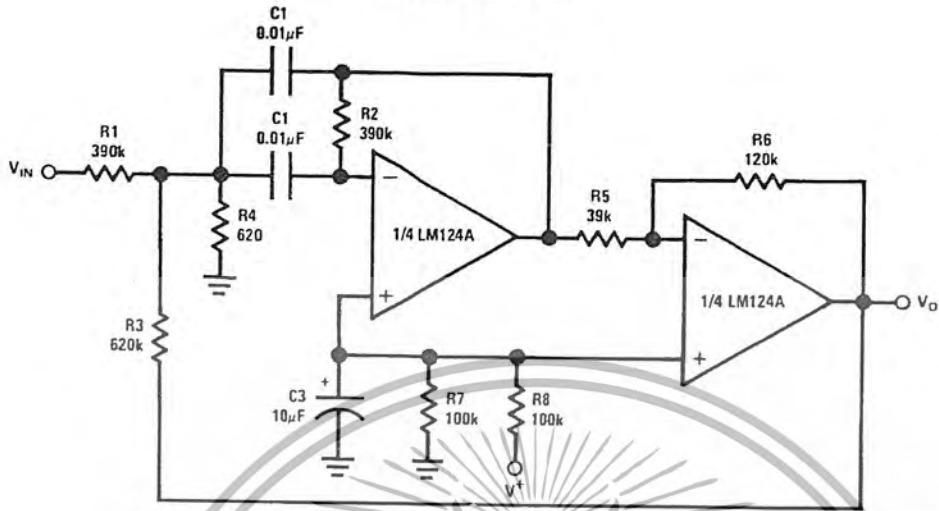 C1
0.01μF
C1
0.01μF
R2
390k
R1
390k
VIN
R4
620
1/4 LM124A
R5
39k
R6
120k
1/4 LM124A
VO
R3
620k
+
C3
10μF
R7
100k
R8
100k
V+